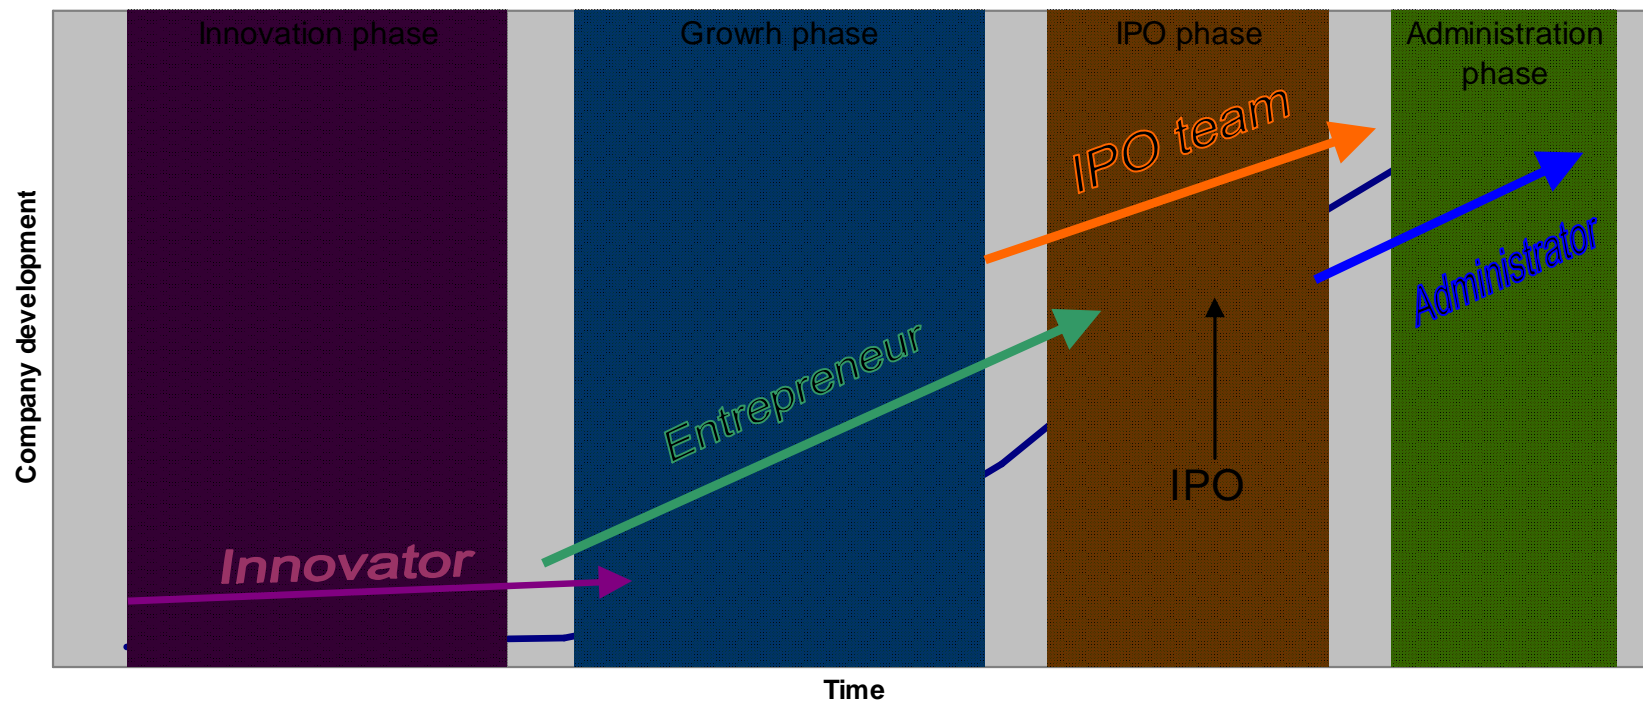 Innovation phase
Growrh phase
IPO phase
Administration
phase
IPO team
Administrator
Entrepreneur
IPO
Innovator
Company development
Time